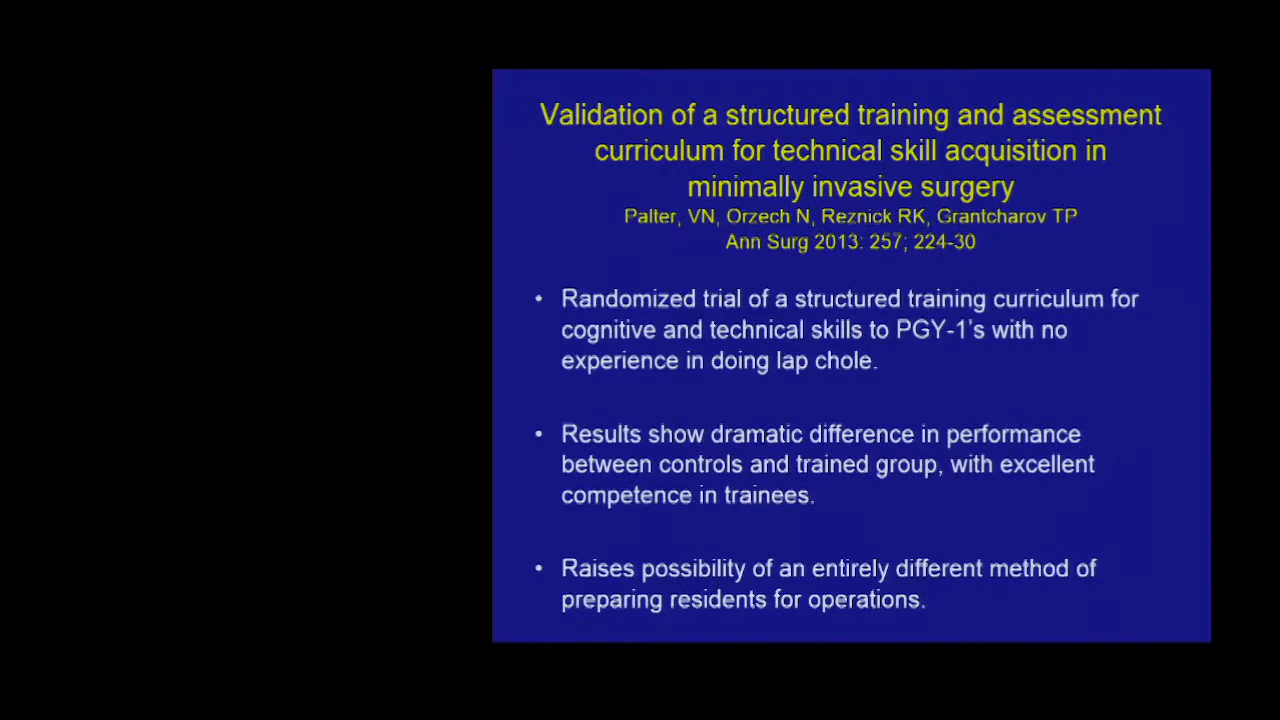 Validation of a structured training and assessment
curriculum for technical skill acquisition in
minimally invasive surgery
Palter, VN, Orzech N, Reznick RK, Grantcharov TP
Ann Surg 2013: 257; 224-30
• Randomized trial of a structured training curriculum for
cognitive and technical skills to PGY-1’s with no
experience in doing lap chole.
• Results show dramatic difference in performance
between controls and trained group, with excellent
competence in trainees.
• Raises possibility of an entirely different method of
preparing residents for operations.